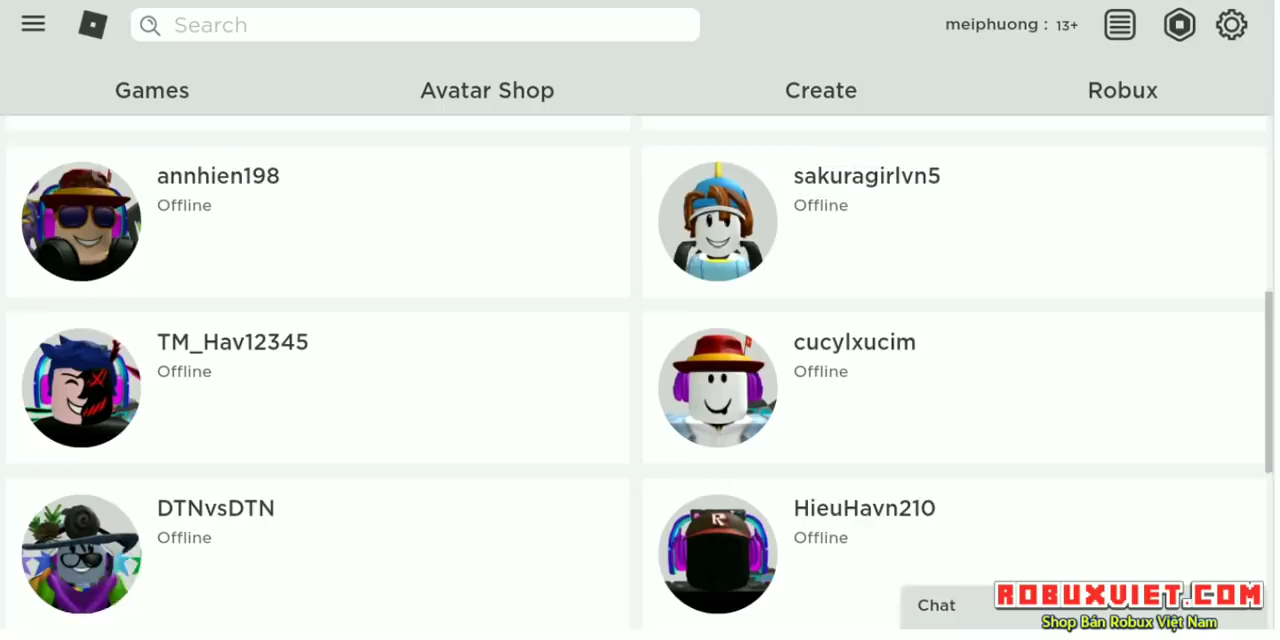 Search
meiphuong : 13+
Games
Avatar Shop
Create
Robux
annhien198
Offline
sakuragirlvn5
Offline
TM_Hav12345
Offline
cucylxucim
Offline
DTNvsDTN
Offline
HieuHavn210
Offline
R
Chat
ROBUXVIET.COM
Shop Bán Robux Việt Nam